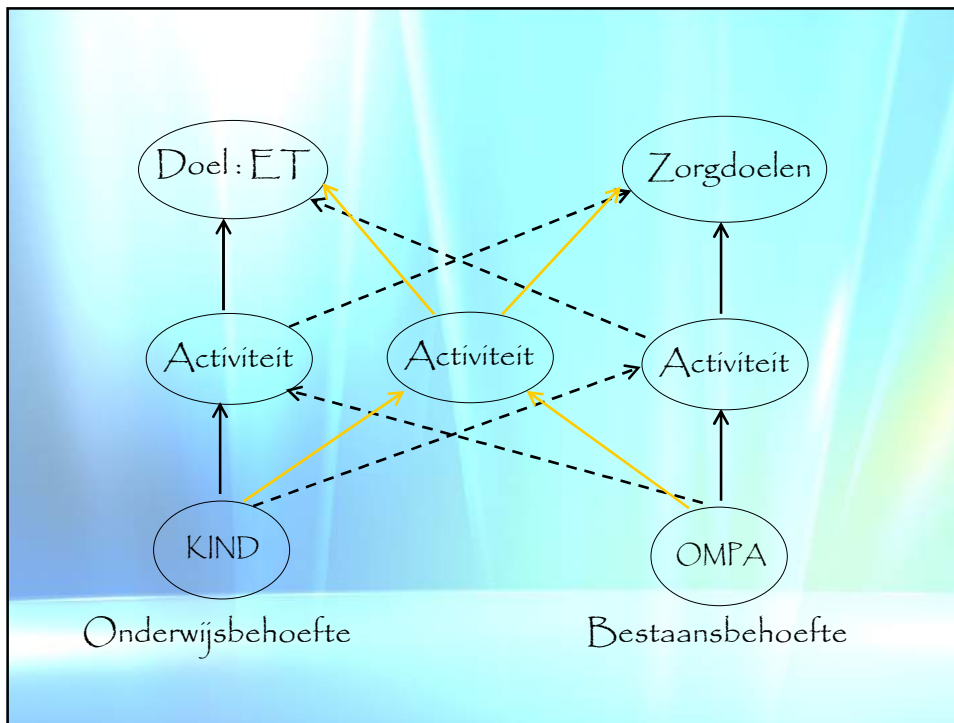 Doel : ET
Zorgdoelen
Activiteit
Activiteit
Activiteit
KIND
OMPA
Onderwijsbehoefte
Bestaansbehoefte